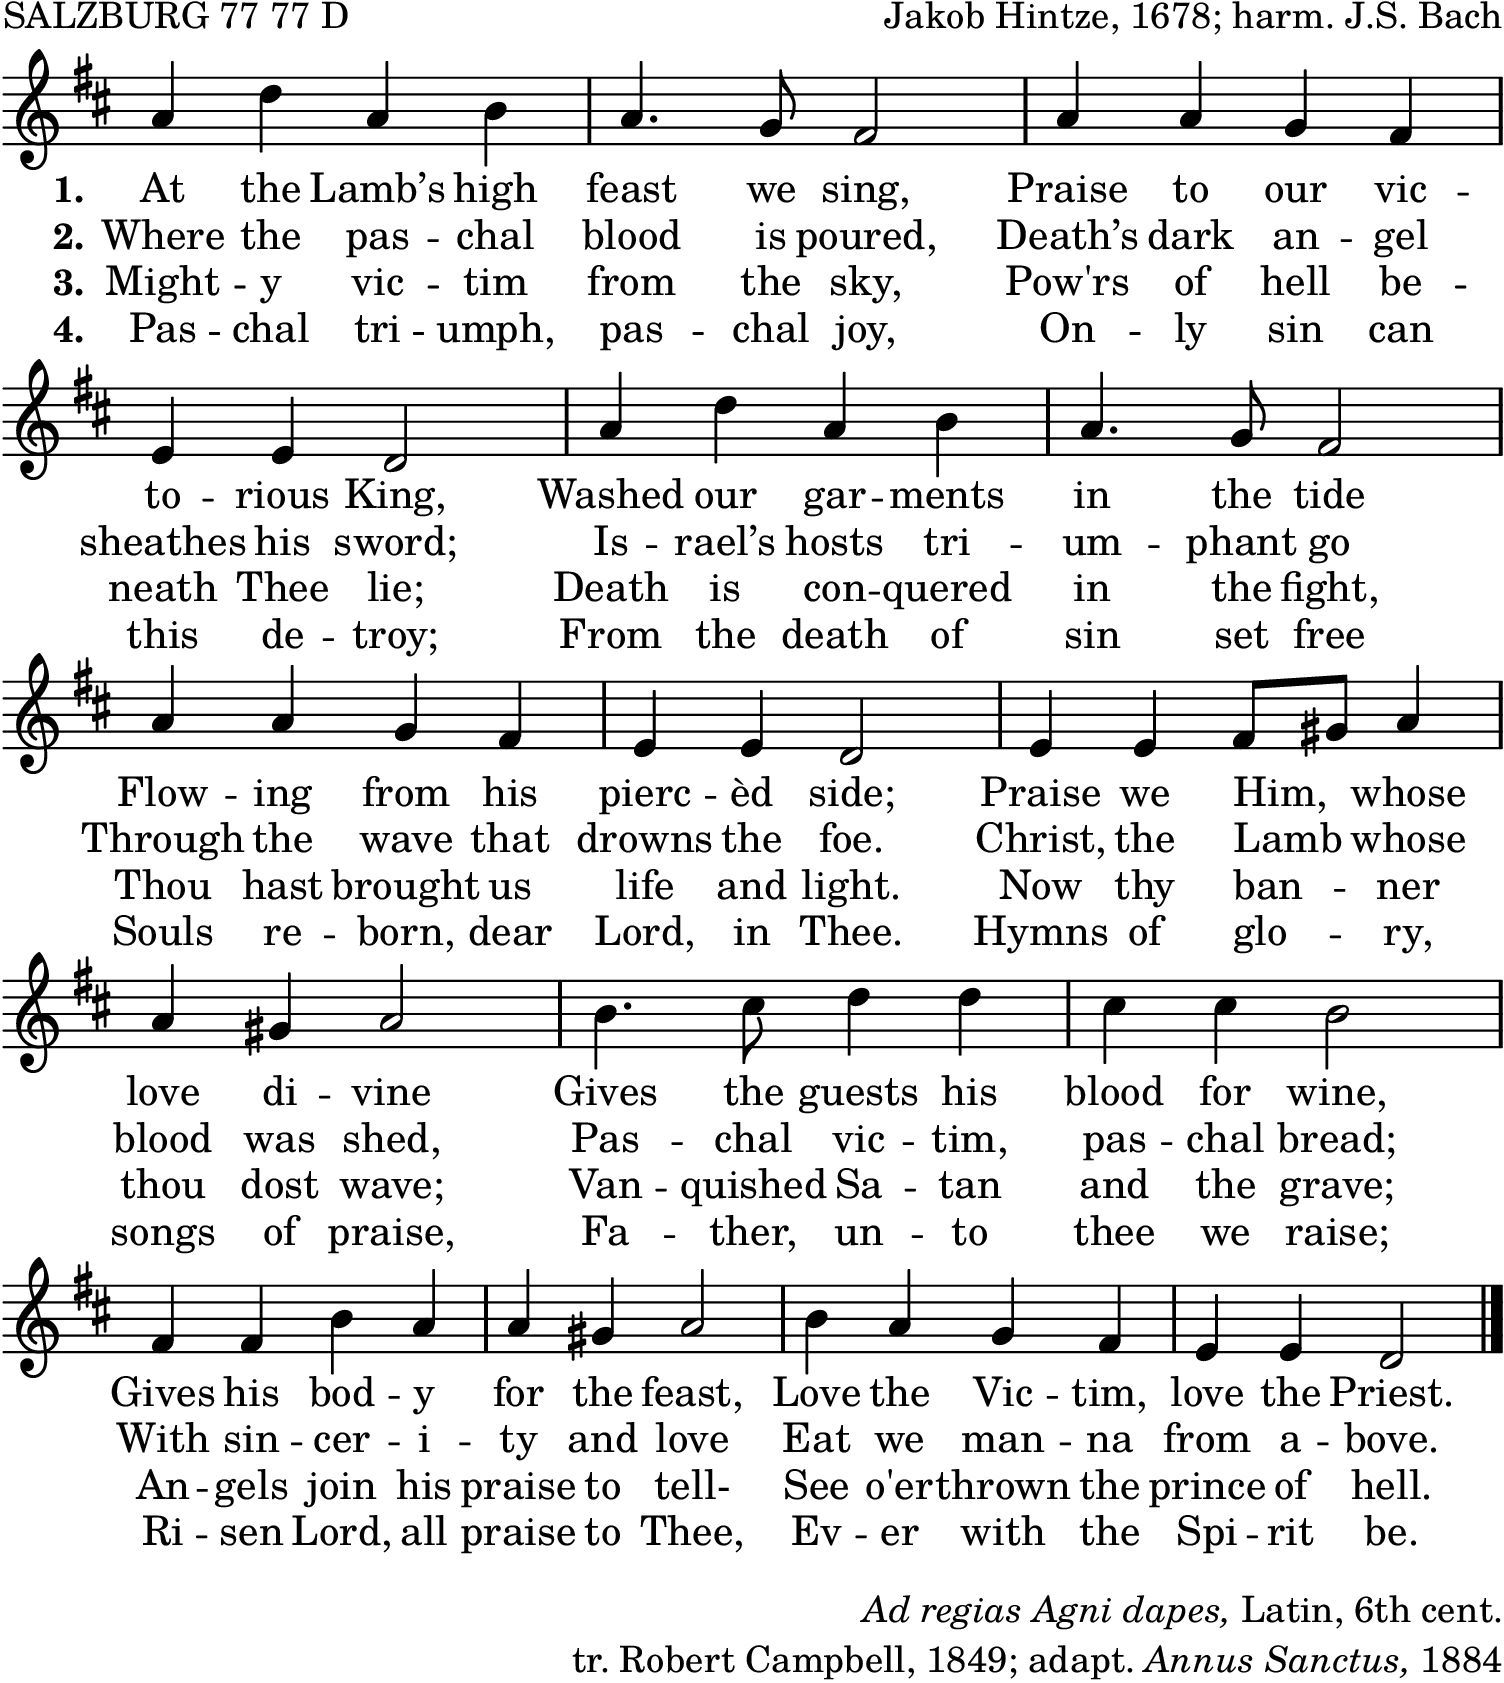 SALZBURG 77 77 D Jakob Hintze, 1678; harm. J.S. Bach
1. At the Lamb’s high feast we sing, Praise to our vic -
2. Where the pas - chal blood is poured, Death’s dark an - gel
3. Might - y vic - tim from the sky, Pow'rs of hell be -
4. Pas - chal tri - umph, pas - chal joy, On - ly sin can
to - rious King, Washed our gar - ments in the tide
sheathes his sword; Is - rael’s hosts tri - um - phant go
neath Thee lie; Death is con - quered in the fight,
this de - troy; From the death of sin set free
Flow - ing from his pierc - èd side; Praise we Him, whose
Through the wave that drowns the foe. Christ, the Lamb whose
Thou hast brought us life and light. Now thy ban - ner
Souls re - born, dear Lord, in Thee. Hymns of glo - ry,
love di - vine Gives the guests his blood for wine,
blood was shed, Pas - chal vic - tim, pas - chal bread;
thou dost wave; Van - quished Sa - tan and the grave;
songs of praise, Fa - ther, un - to thee we raise;
Gives his bod - y for the feast, Love the Vic - tim, love the Priest.
With sin - cer - i - ty and love Eat we man - na from a - bove.
An - gels join his praise to tell- See o'erthrown the prince of hell.
Ri - sen Lord, all praise to Thee, Ev - er with the Spi - rit be.
Ad regias Agni dapes, Latin, 6th cent.
tr. Robert Campbell, 1849; adapt. Annus Sanctus, 1884